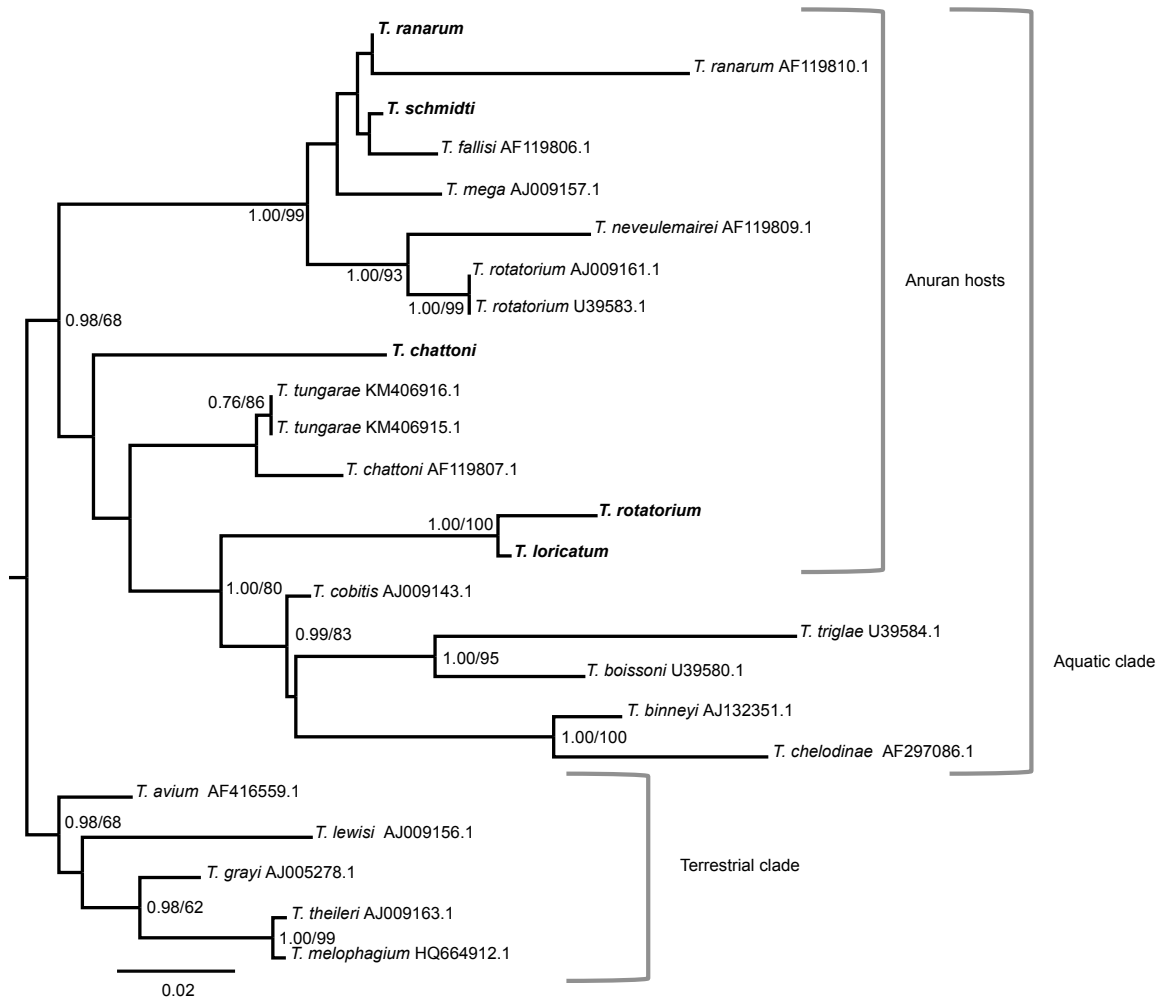 T. ranarum
T. ranarum AF119810.1
T. schmidti
T. fallisi AF119806.1
T. mega AJ009157.1
1.00/99
T. neveulemairei AF119809.1
T. rotatorium AJ009161.1
1.00/93
Anuran hosts
1.00/99
T. rotatorium U39583.1
0.98/68
T. chattoni
T. tungarae KM406916.1
0.76/86
T. tungarae KM406915.1
T. chattoni AF119807.1
T. rotatorium
1.00/100
T. loricatum
1.00/80
T. cobitis AJ009143.1
0.99/83
T. triglae U39584.1
1.00/95
Aquatic clade
T. boissoni U39580.1
T. binneyi AJ132351.1
1.00/100
T. chelodinae AF297086.1
T. avium AF416559.1
0.98/68
T. lewisi AJ009156.1
Terrestrial clade
T. grayi AJ005278.1
0.98/62
T. theileri AJ009163.1
1.00/99
T. melophagium HQ664912.1
0.02